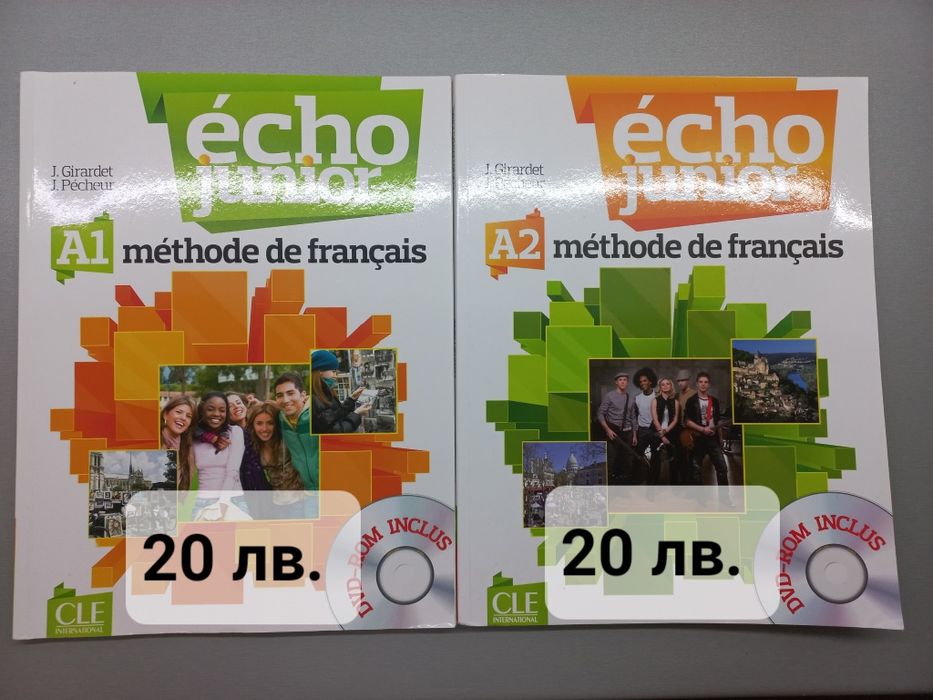 écho
junior
J. Girardet
J. Pécheur
A1 méthode de français
DVD-ROM INCLUS
20 лв.
CLE
INTERNATIONAL
écho
junior
J. Girardet
J. Pécheur
A2 méthode de français
DVD-ROM INCLUS
20 лв.
CLE
INTERNATIONAL